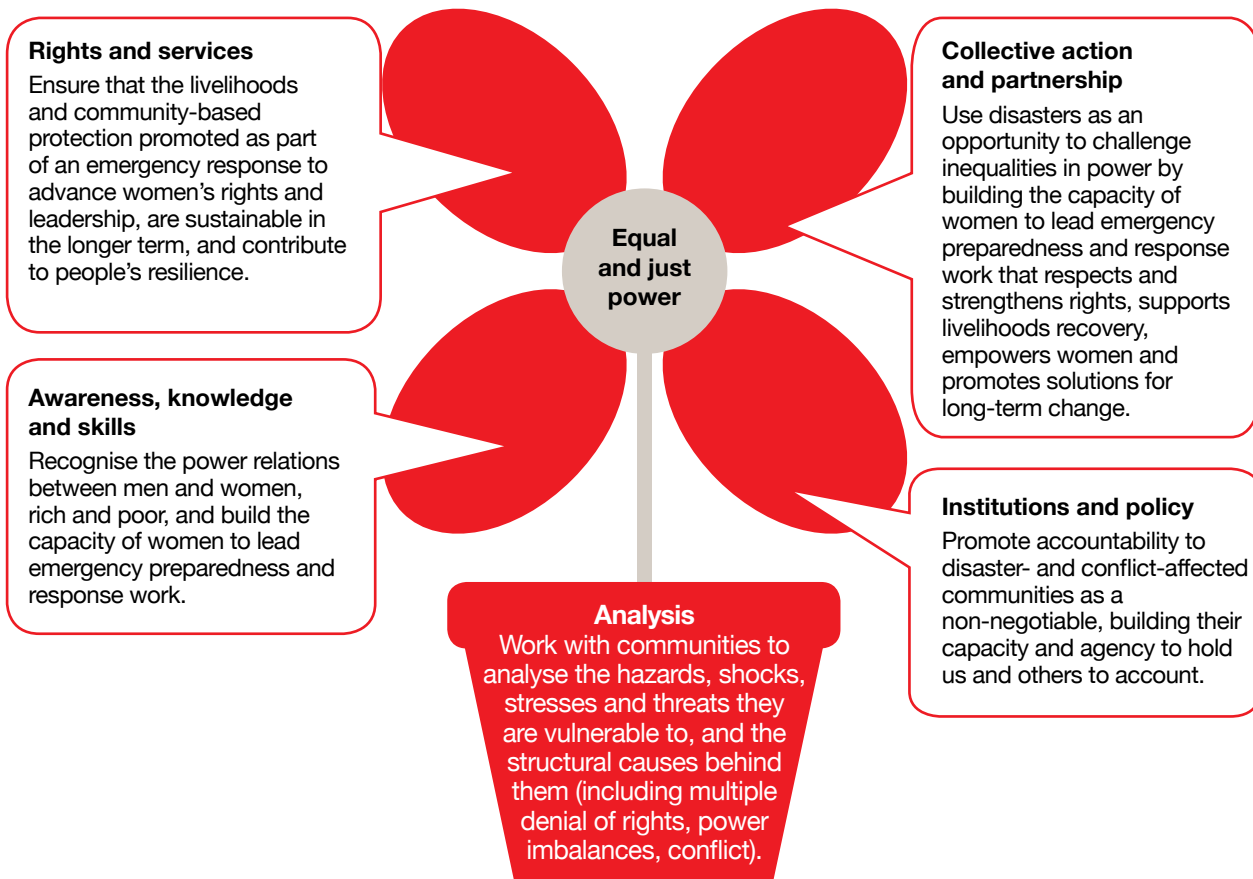 Rights and services
Ensure that the livelihoods
and community-based
protection promoted as part
of an emergency response to
advance women’s rights and
leadership, are sustainable in
the longer term, and contribute
to people’s resilience.
Collective action
and partnership
Use disasters as an
opportunity to challenge
inequalities in power by
building the capacity of
women to lead emergency
preparedness and response
work that respects and
strengthens rights, supports
livelihoods recovery,
empowers women and
promotes solutions for
long-term change.
Equal
and just
power
Awareness, knowledge
and skills
Recognise the power relations
between men and women,
rich and poor, and build the
capacity of women to lead
emergency preparedness and
response work.
Institutions and policy
Promote accountability to
disaster- and conflict-affected
communities as a
non-negotiable, building their
capacity and agency to hold
us and others to account.
Analysis
Work with communities to
analyse the hazards, shocks,
stresses and threats they
are vulnerable to, and the
structural causes behind
them (including multiple
denial of rights, power
imbalances, conflict).